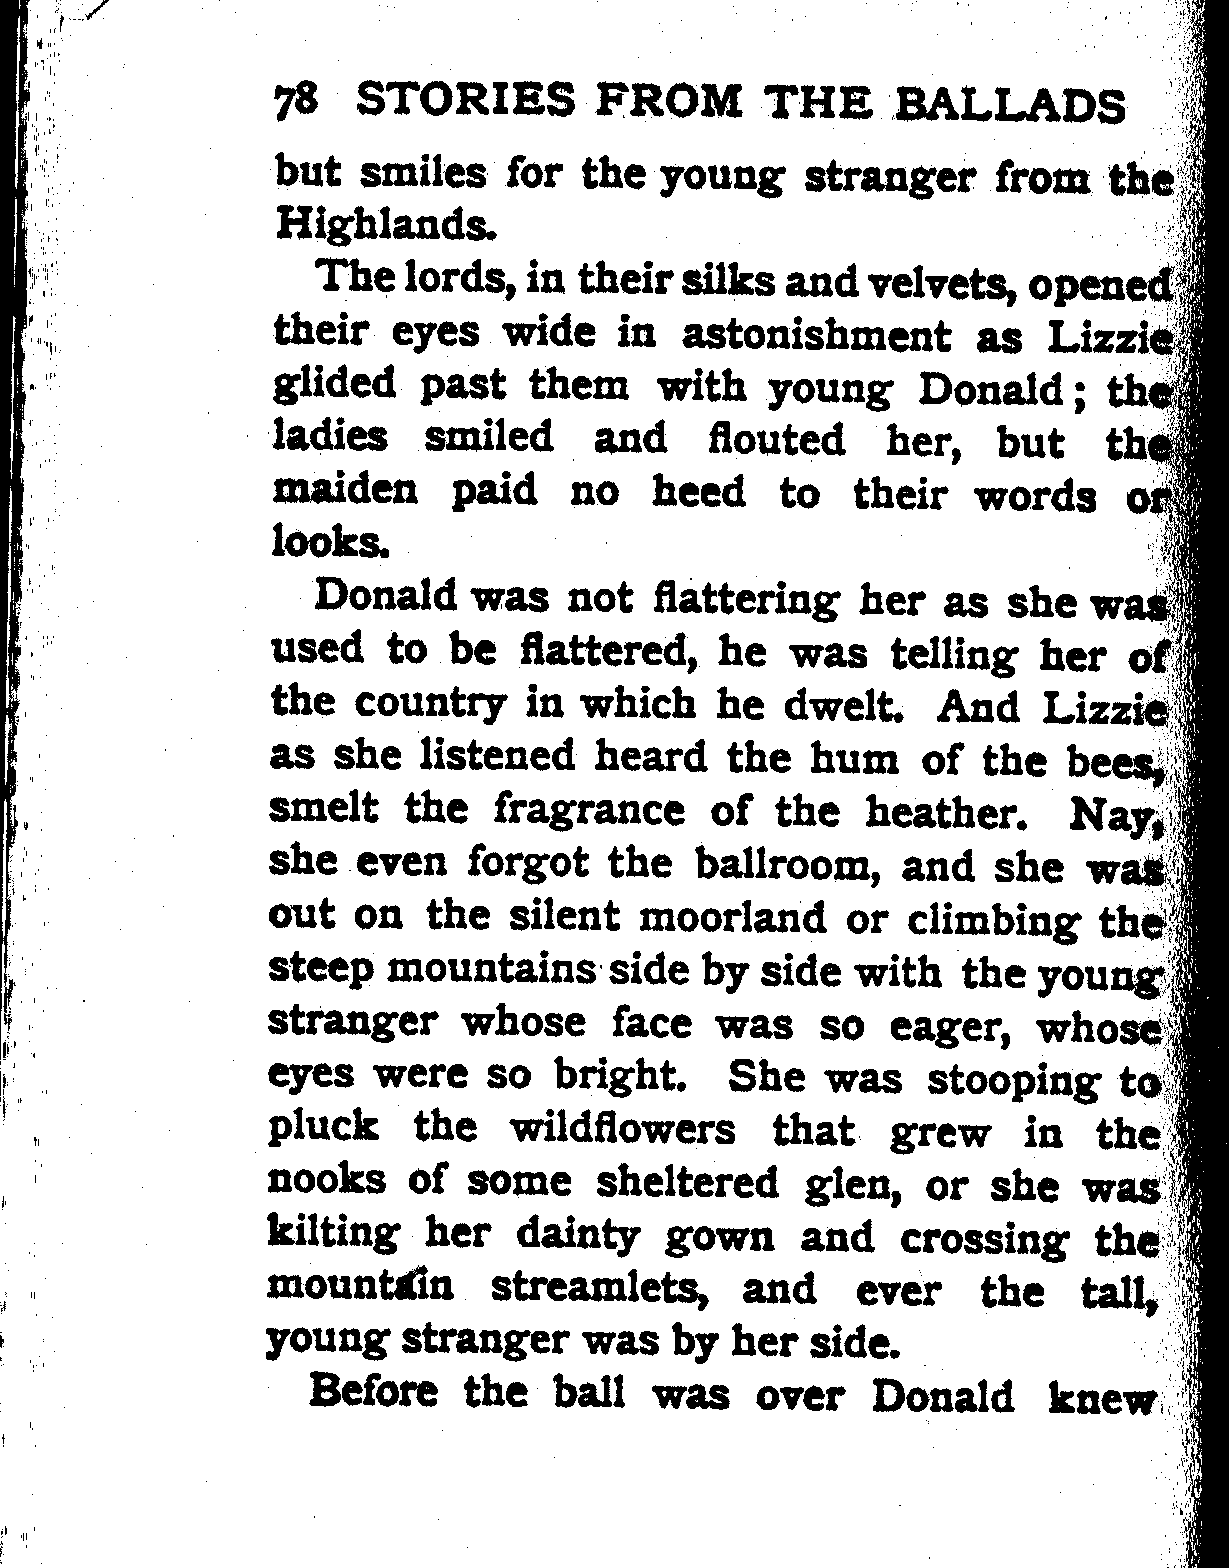 78 STORIES FROM THE BALLADS
but smiles for the young stranger from the
Highlands.
The lords, in their silks and velvets, opened
their eyes wide in astonishment as Lizzie
glided past them with young Donald; the
ladies smiled and flouted her, but the
maiden paid no heed to their words or
looks.
Donald was not flattering her as she was
used to be flattered, he was telling her of
the country in which he dwelt. And Lizzie
as she listened heard the hum of the bees,
smelt the fragrance of the heather. Nay,
she even forgot the ballroom, and she was
out on the silent moorland or climbing the
steep mountains side by side with the young
stranger whose face was so eager, whose
eyes were so bright. She was stooping to
pluck the wildflowers that grew in the
nooks of some sheltered glen, or she was
kilting her dainty gown and crossing the
mountain streamlets, and ever the tall,
young stranger was by her side.
Before the ball was over Donald knew